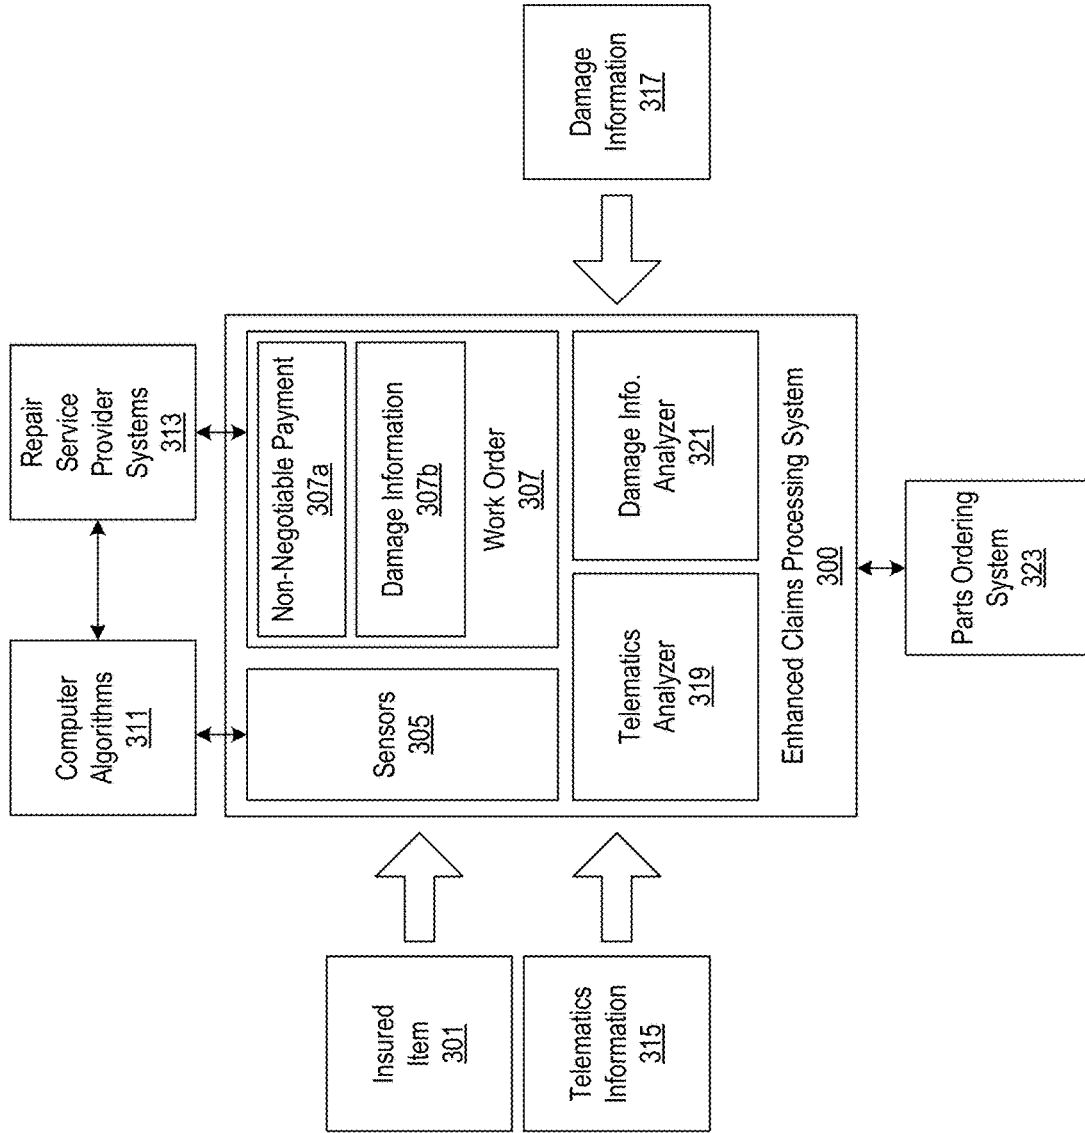 Computer
Algorithms
311
Repair
Service
Provider
Systems
313
Insured
Item
301
Sensors
305
Non-Negotiable Payment
307a
Damage Information
307b
Work Order
307
Telematics
Information
315
Telematics
Analyzer
319
Damage Info.
Analyzer
321
Damage
Information
317
Enhanced Claims Processing System
300
Parts Ordering
System
323